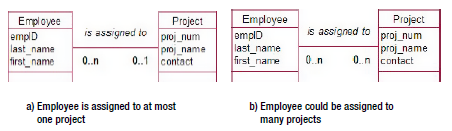 Employee
empID
last_name
first_name
is assigned to
0..n 0..1
Project
proj_num
proj_name
contact
a) Employee is assigned to at most
one project
Employee
empID
last_name
first_name
is assigned to
0..n 0..n
Project
proj_num
proj_name
contact
b) Employee could be assigned to
many projects